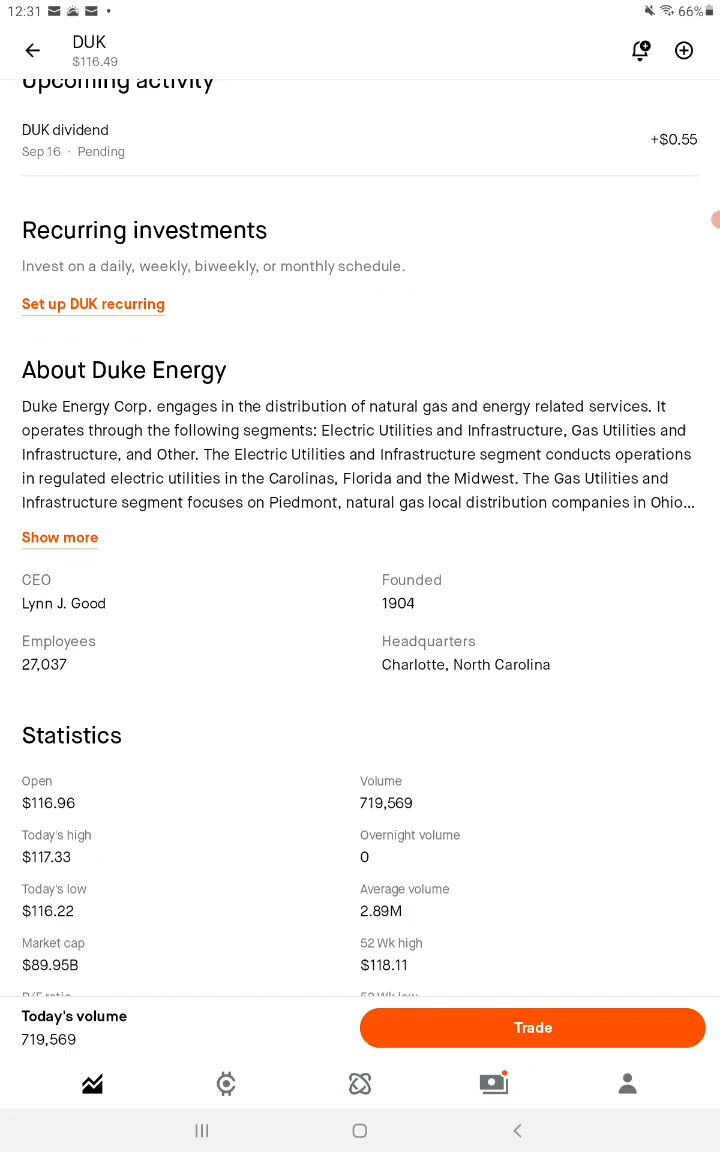 12:31
66%
DUK
$116.49
Upcoming activity
DUK dividend
+$0.55
Sep 16 · Pending
Recurring investments
Invest on a daily, weekly, biweekly, or monthly schedule.
Set up DUK recurring
About Duke Energy
Duke Energy Corp. engages in the distribution of natural gas and energy related services. It
operates through the following segments: Electric Utilities and Infrastructure, Gas Utilities and
Infrastructure, and Other. The Electric Utilities and Infrastructure segment conducts operations
in regulated electric utilities in the Carolinas, Florida and the Midwest. The Gas Utilities and
Infrastructure segment focuses on Piedmont, natural gas local distribution companies in Ohio...
Show more
CEO
Lynn J. Good
Founded
1904
Employees
27,037
Headquarters
Charlotte, North Carolina
Statistics
Open
$116.96
Volume
719,569
Today's high
$117.33
Overnight volume
0
Today's low
$116.22
Average volume
2.89M
Market cap
$89.95B
52 Wk high
$118.11
P/E ratio
52 Wk low
Today's volume
719,569
Trade